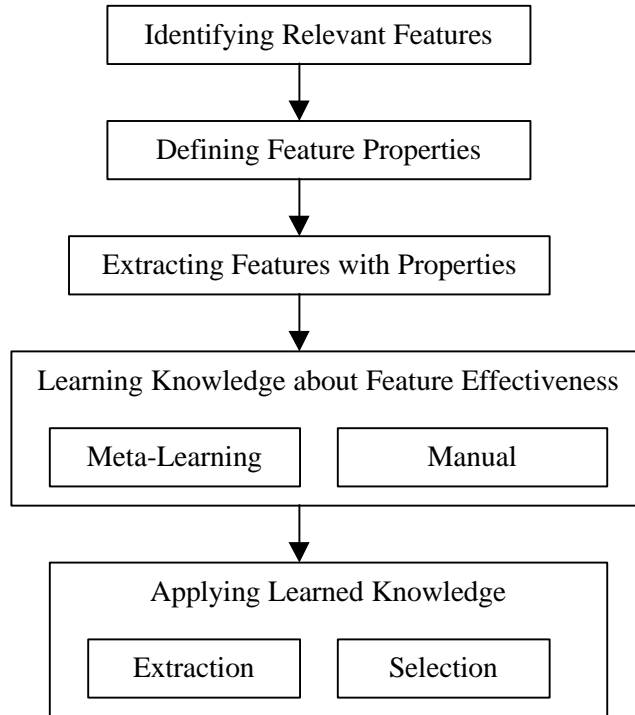 Identifying Relevant Features
Defining Feature Properties
Extracting Features with Properties
Learning Knowledge about Feature Effectiveness
Meta-Learning
Manual
Applying Learned Knowledge
Extraction
Selection